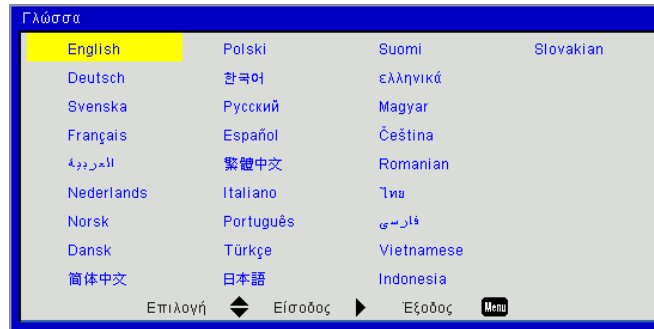 Γλώσσα
English Polski Suomi Slovakian
Deutsch 한국어 ελληνικά
Svenska Русский Magyar
Français Español Čeština
العربية 繁體中文 Romanian
Nederlands Italiano ไทย
Norsk Português فارسی
Dansk Türkçe Vietnamese
简体中文 日本語 Indonesia
Επιλογή Είσοδος Έξοδος Menu